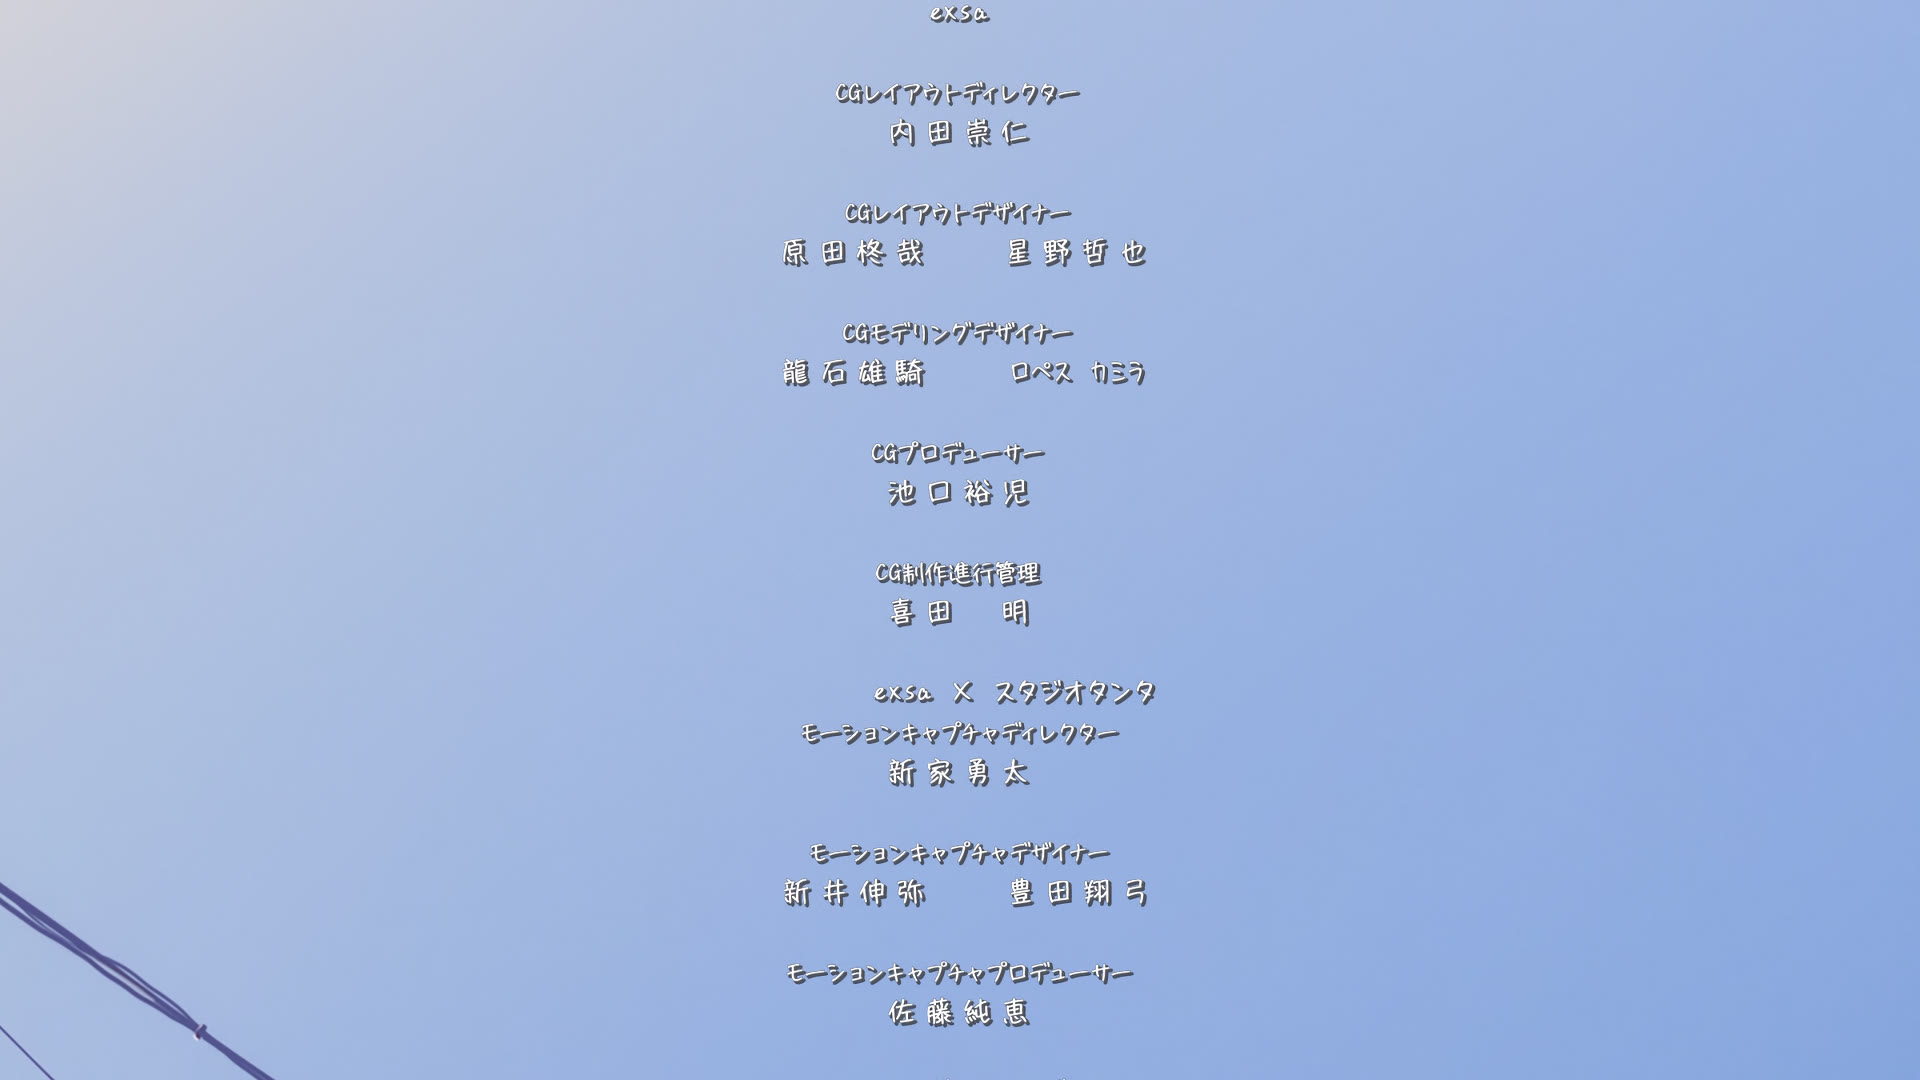 exsa
CGレイアウトディレクター
内田崇仁
CGレイアウトデザイナー
原田柊哉　星野哲也
CGモデリングデザイナー
龍石雄騎　ロペス カミラ
CGプロデューサー
池口裕児
CG制作進行管理
喜田　明
exsa X スタジオタンタ
モーションキャプチャディレクター
新家勇太
モーションキャプチャデザイナー
新井伸弥　豊田翔弓
モーションキャプチャプロデューサー
佐藤純恵